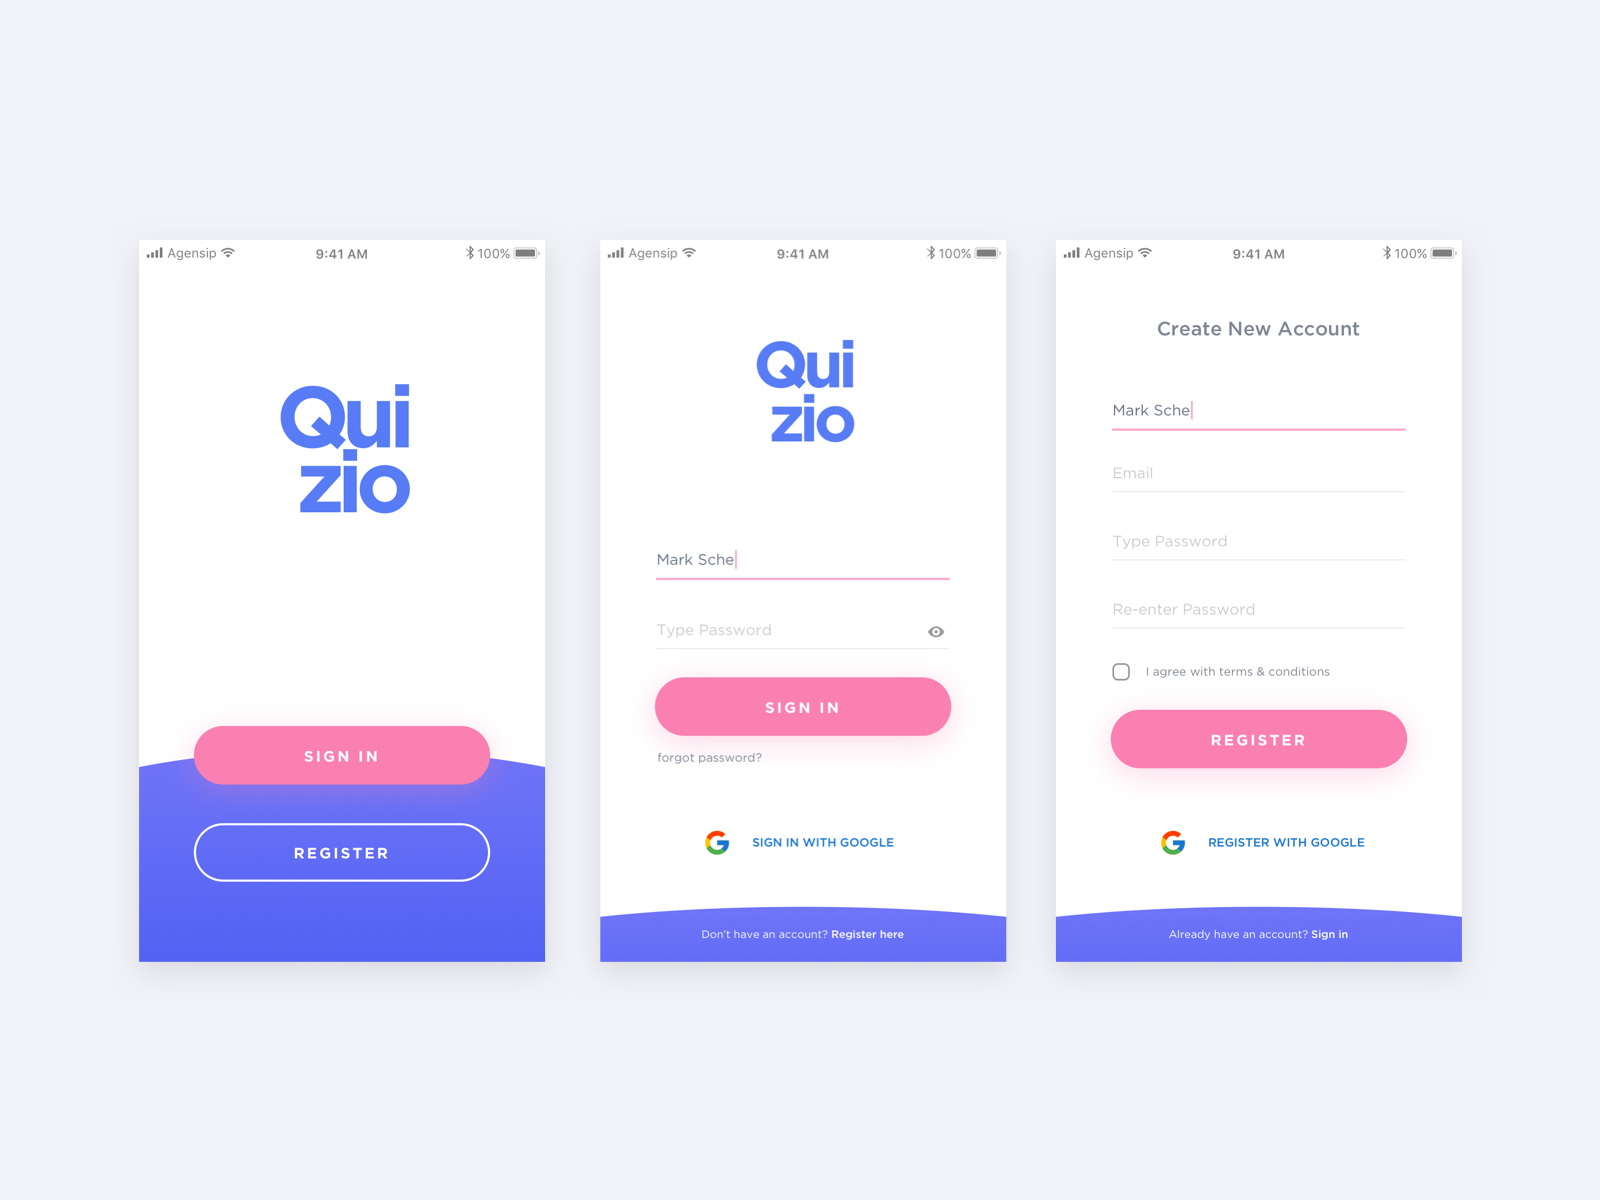 Agensip 9:41 AM 100%
Qui
zio
SIGN IN
REGISTER
Agensip 9:41 AM 100%
Qui
zio
Mark Sche
Type Password
SIGN IN
forgot password?
SIGN IN WITH GOOGLE
Don't have an account? Register here
Agensip 9:41 AM 100%
Create New Account
Mark Sche
Email
Type Password
Re-enter Password
I agree with terms & conditions
REGISTER
REGISTER WITH GOOGLE
Already have an account? Sign in